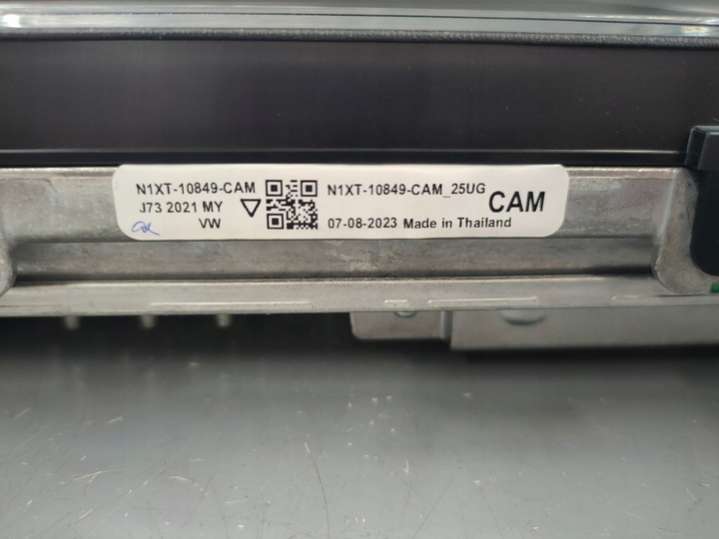 N1XT-10849-CAM
J73 2021 MY
VW
N1XT-10849-CAM_25UG
CAM
07-08-2023 Made in Thailand